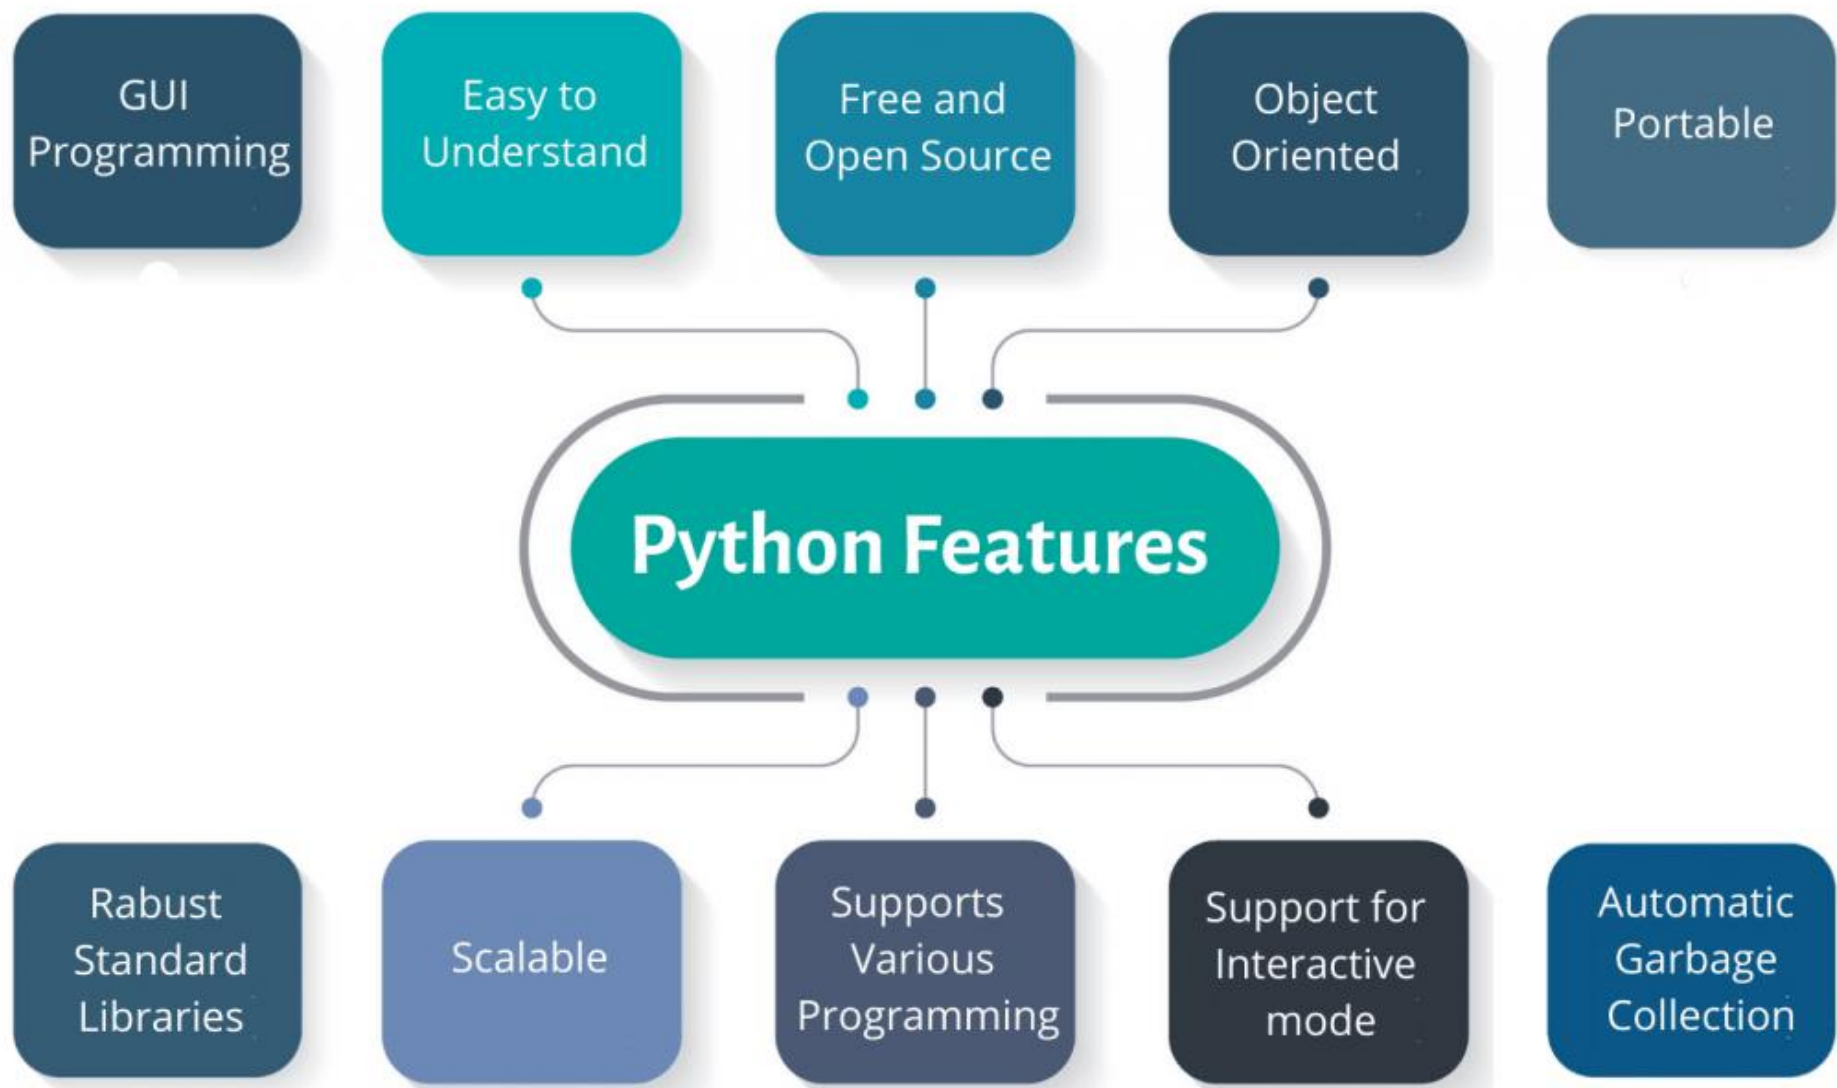 GUI
Programming
Easy to
Understand
Free and
Open Source
Object
Oriented
Portable
Python Features
Rabust
Standard
Libraries
Scalable
Supports
Various
Programming
Support for
Interactive
mode
Automatic
Garbage
Collection